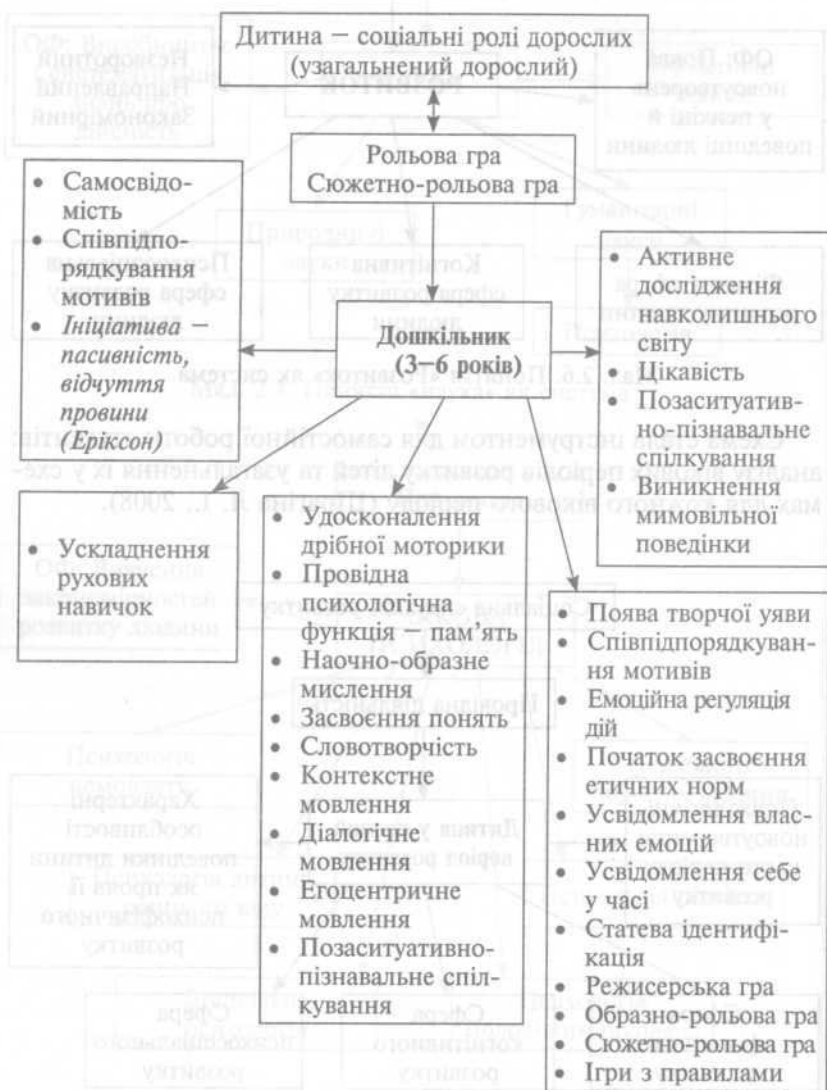 Дитина — соціальні ролі дорослих
(узагальнений дорослий)
Рольова гра
Сюжетно-рольова гра
• Самосвідо-
мість
• Співпідпо-
рядкування
мотивів
• Ініціатива —
пасивність,
відчуття
провини
(Еріксон)
Дошкільник
(3—6 років)
• Активне
дослідження
навколишнього
світу
• Цікавість
• Позаситуатив-
но-пізнавальне
спілкування
• Виникнення
мимовільної
поведінки
• Ускладнення
рухових
навичок
• Удосконалення
дрібної моторики
• Провідна
психологічна
функція — пам’ять
• Наочно-образне
мислення
• Засвоєння понять
• Словотворчість
• Контекстне
мовлення
• Діалогічне
мовлення
• Егоцентричне
мовлення
• Позаситуативно-
пізнавальне спіл-
кування
• Поява творчої уяви
• Співпідпорядкуван-
ня мотивів
• Емоційна регуляція
дій
• Початок засвоєння
етичних норм
• Усвідомлення влас-
них емоцій
• Усвідомлення себе
у часі
• Статева ідентифі-
кація
• Режисерська гра
• Образно-рольова гра
• Сюжетно-рольова гра
• Ігри з правилами